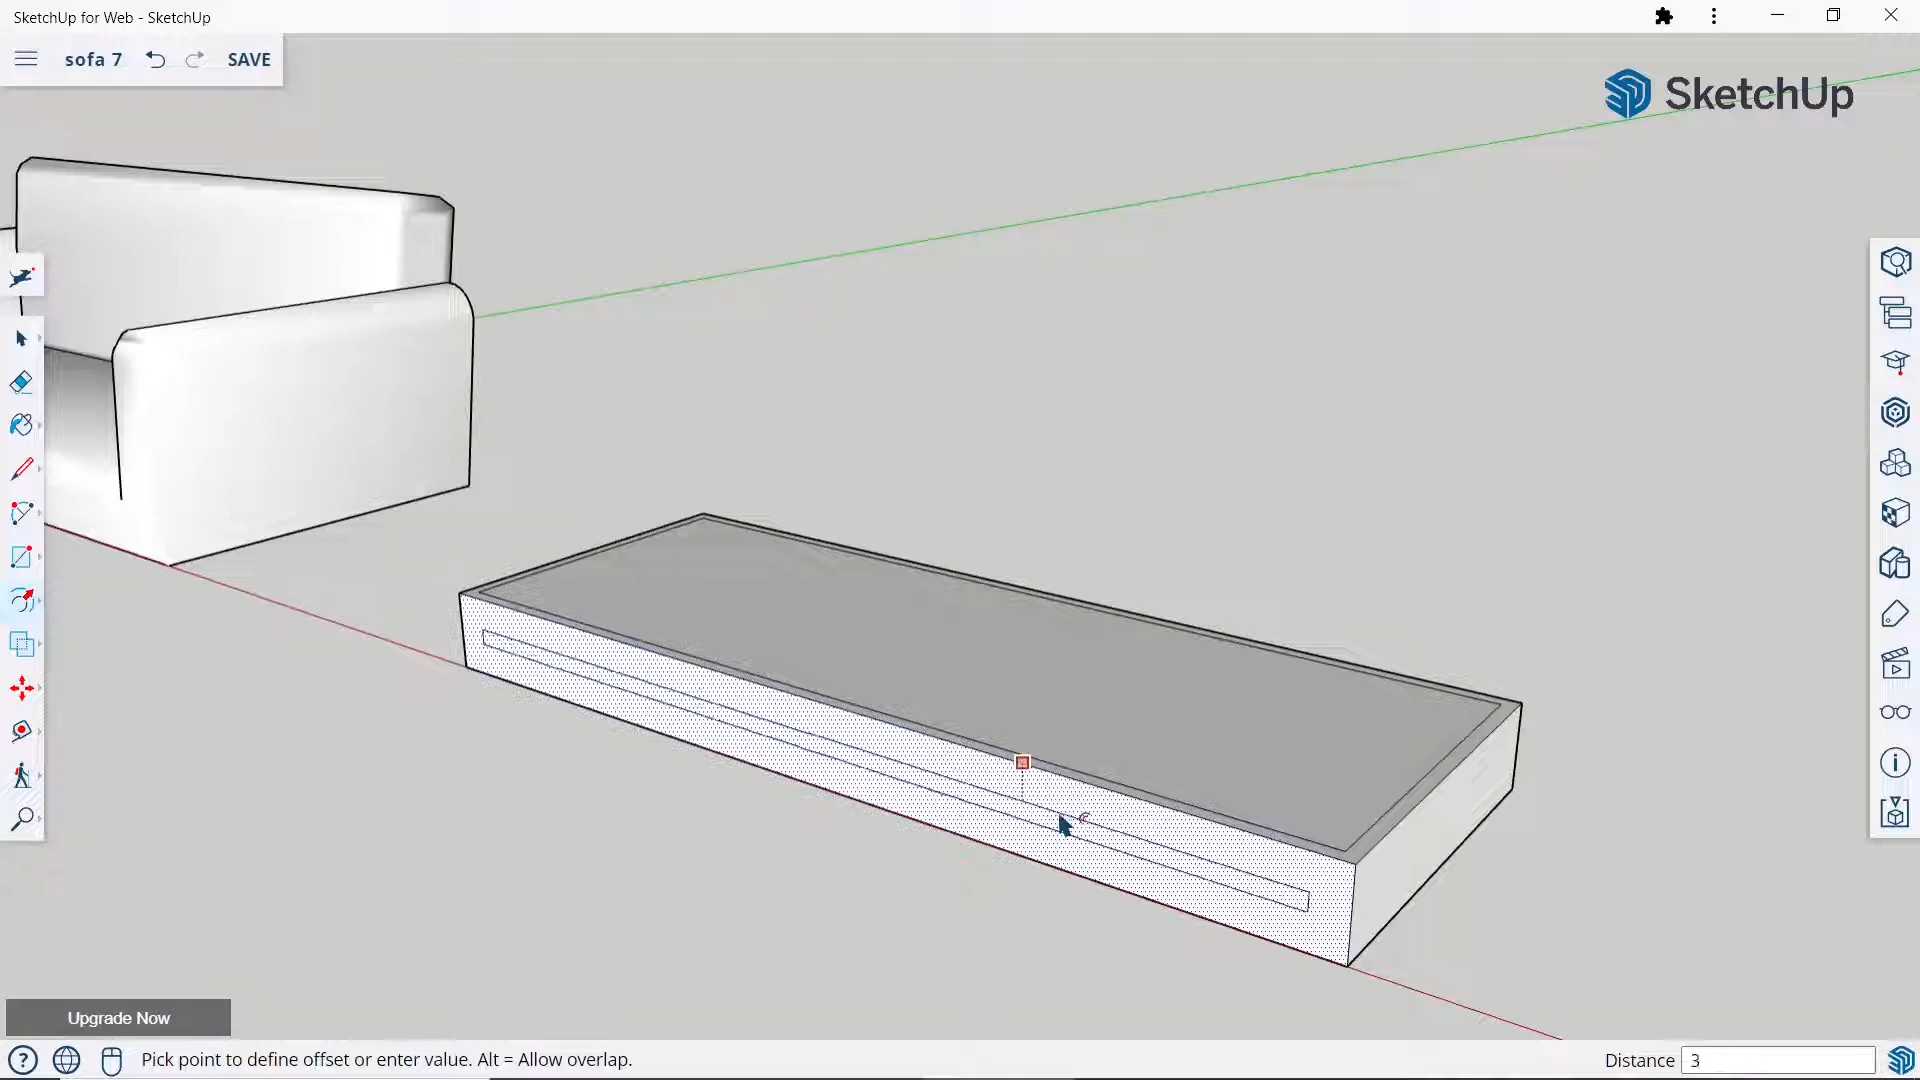 SketchUp for Web - SketchUp
sofa 7 SAVE
SketchUp
Upgrade Now
Pick point to define offset or enter value. Alt = Allow overlap.
Distance 3